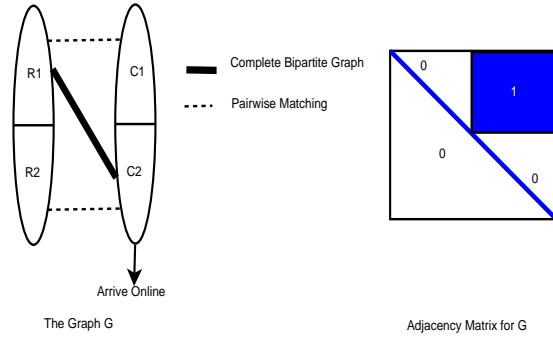 R1
C1
R2
C2
Complete Bipartite Graph
Pairwise Matching
Arrive Online
The Graph G
0
1
0
0
Adjacency Matrix for G